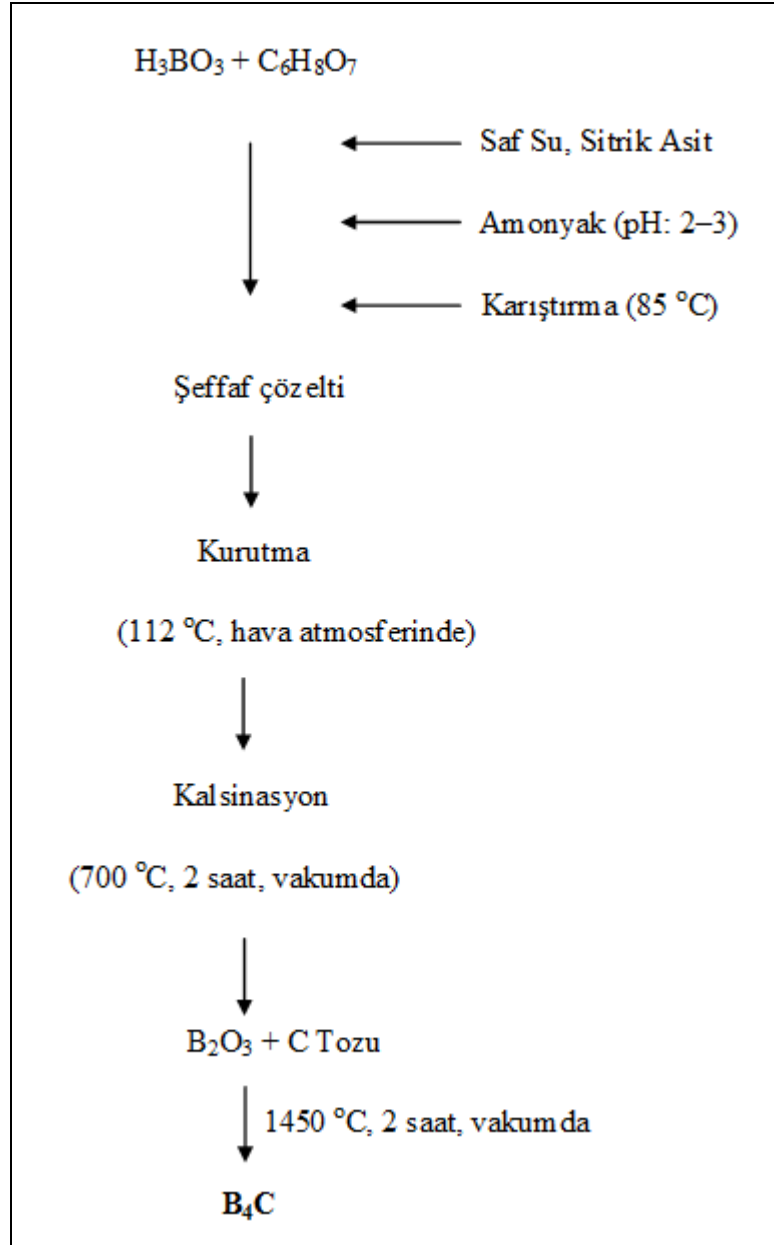 H₃BO₃ + C₆H₈O₇
Saf Su, Sitrik Asit
Amonyak (pH: 2–3)
Karıştırma (85 °C)
Şeffaf çözelti
Kurutma
(112 °C, hava atmosferinde)
Kalsinasyon
(700 °C, 2 saat, vakumda)
B₂O₃ + C Tozu
1450 °C, 2 saat, vakumda
B₄C